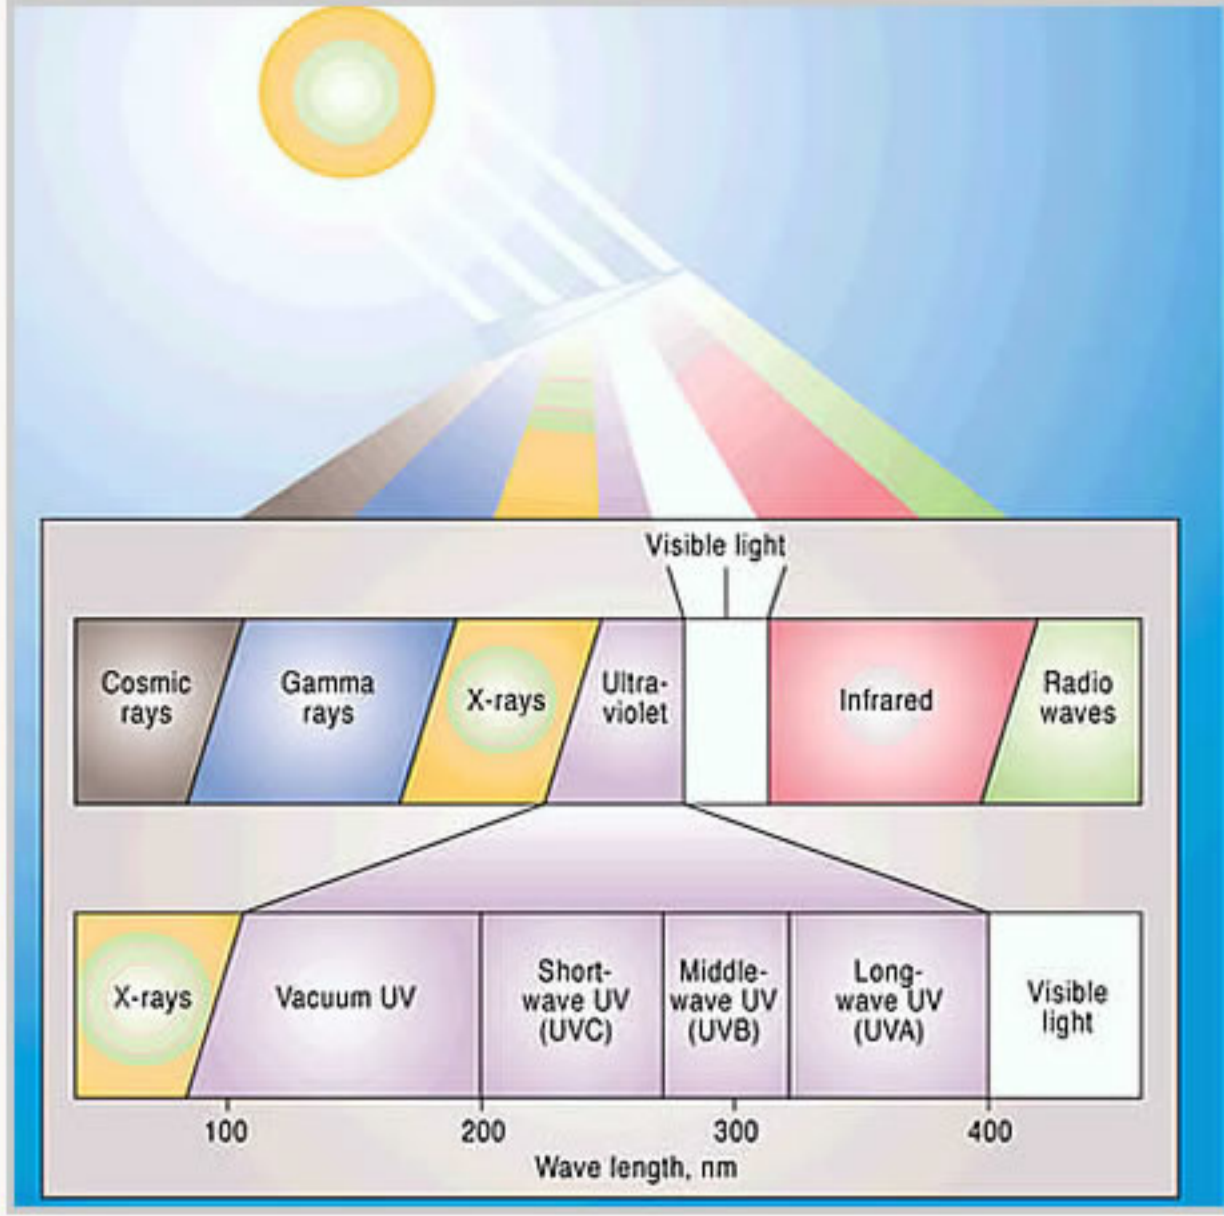 Visible light
Cosmic
rays
Gamma
rays
X-rays
Ultra-
violet
Infrared
Radio
waves
X-rays
Vacuum UV
Short-
wave UV
(UVC)
Middle-
wave UV
(UVB)
Long-
wave UV
(UVA)
Visible
light
100 200 300 400
Wave length, nm